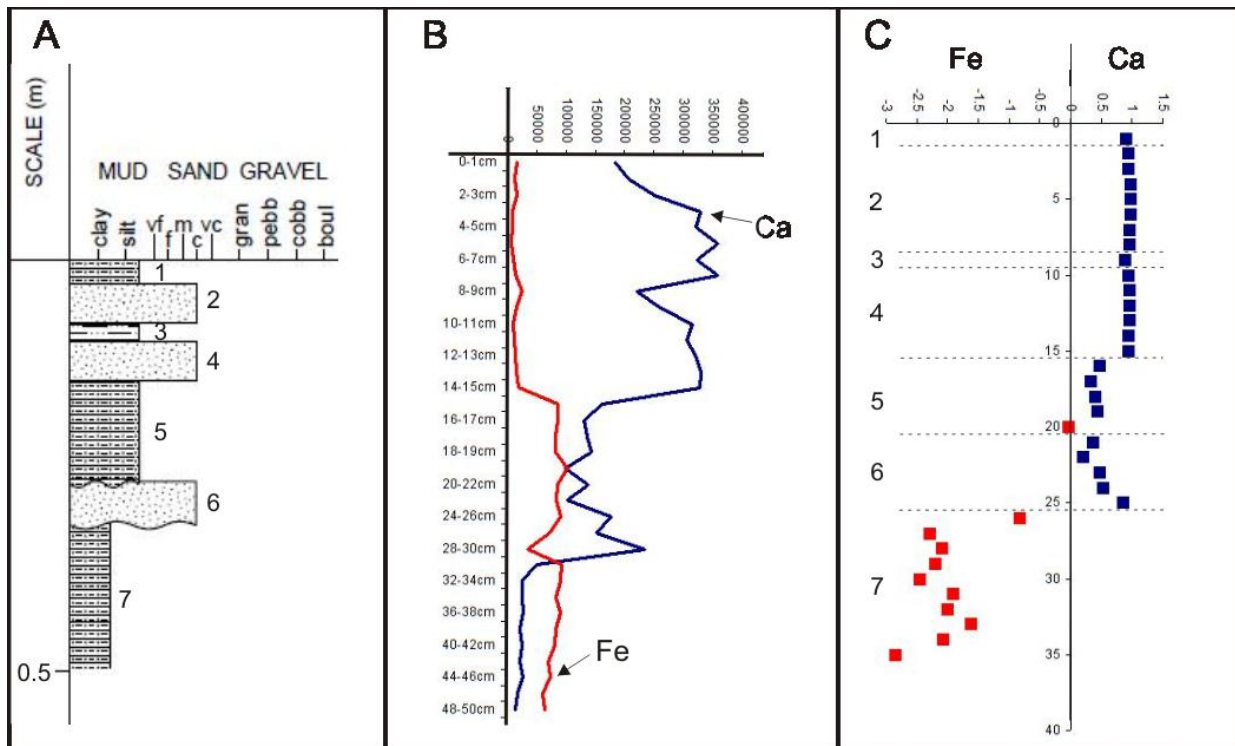 A
SCALE (m)
MUD SAND GRAVEL
clay silt vf f m c vc gran pebb cobb boul
1
2
3
4
5
6
7
0.5
B
0 50000 100000 150000 200000 250000 300000 350000 400000
0-1cm
2-3cm
4-5cm
6-7cm
8-9cm
10-11cm
12-13cm
14-15cm
16-17cm
18-19cm
20-22cm
24-26cm
28-30cm
32-34cm
36-38cm
40-42cm
44-46cm
48-50cm
Ca
Fe
C
Fe Ca
-3 -2.5 -2 -1.5 -1 -0.5 0 0.5 1 1.5
0
5
10
15
20
25
30
35
40
1
2
3
4
5
6
7